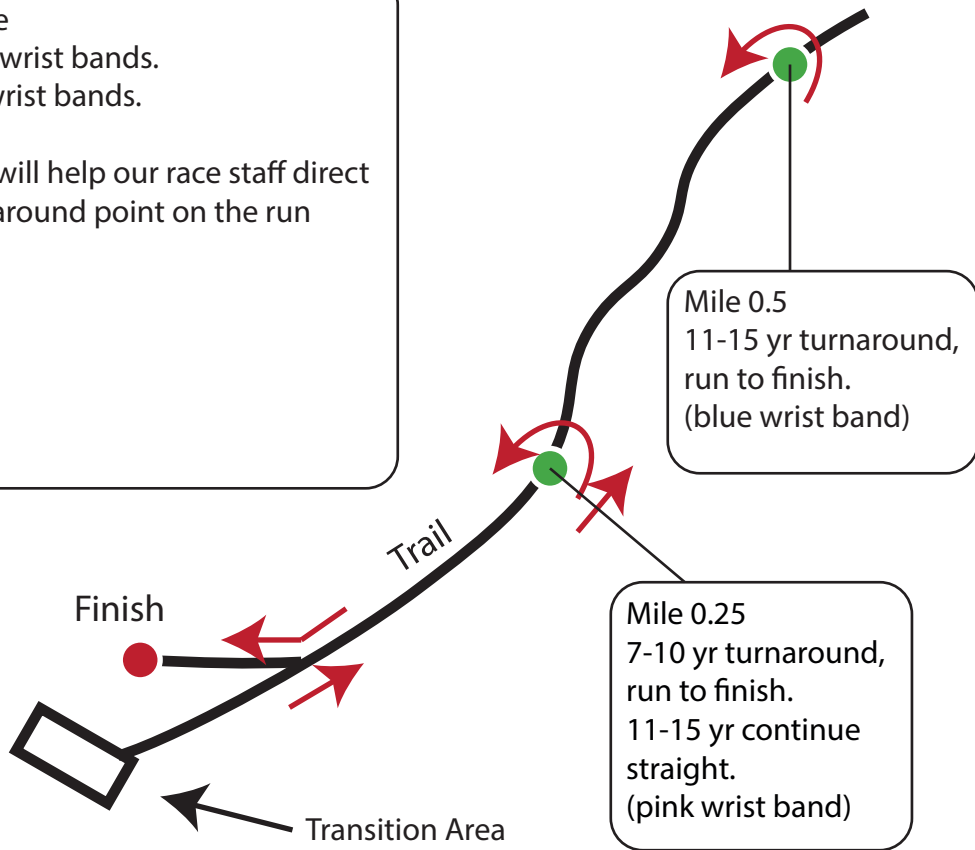 e
wrist bands.
wrist bands.
will help our race staff direct
around point on the run
Mile 0.5
11-15 yr turnaround,
run to finish.
(blue wrist band)
Trail
Finish
Mile 0.25
7-10 yr turnaround,
run to finish.
11-15 yr continue
straight.
(pink wrist band)
Transition Area